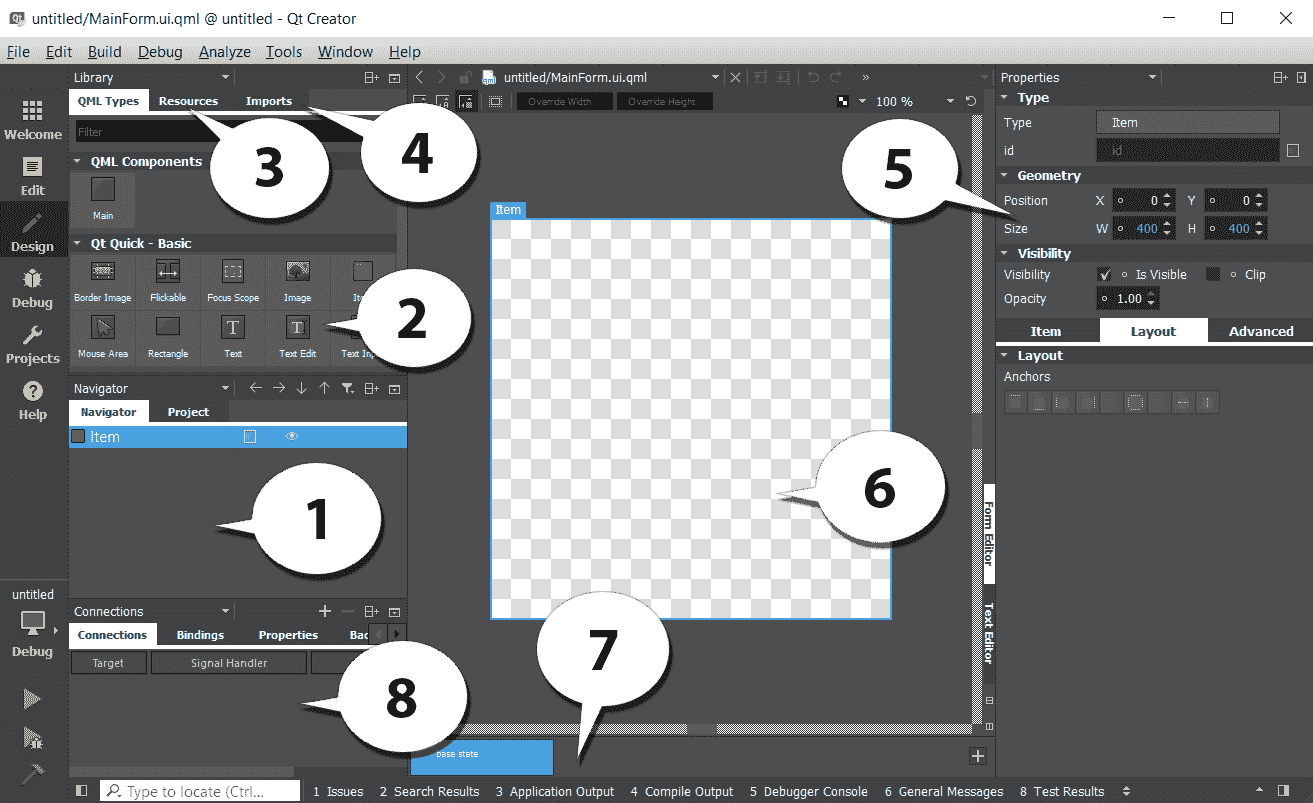 untitled/MainForm.ui.qml @ untitled - Qt Creator
File Edit Build Debug Analyze Tools Window Help
Library
QML Types Resources Imports
Filter
QML Components
Main
Qt Quick - Basic
Border Image Flickable Focus Scope Image
Mouse Area Rectangle Text Text Edit Text
Welcome
Edit
Design
Debug
Projects
Help
untitled
Debug
3
4
2
Navigator
Navigator Project
Item
1
Connections
Connections Bindings Properties
Target Signal Handler
8
untitled/MainForm.ui.qml
Override Width Override Height 100 %
Item
5
6
7
base state
Form Editor
Text Editor
Properties
Type
Type Item
id id
Geometry
Position X 0 Y 0
Size W 400 H 400
Visibility
Visibility Is Visible Clip
Opacity 1.00
Item Layout Advanced
Layout
Anchors
Type to locate (Ctrl...
1 Issues 2 Search Results 3 Application Output 4 Compile Output 5 Debugger Console 6 General Messages 8 Test Results